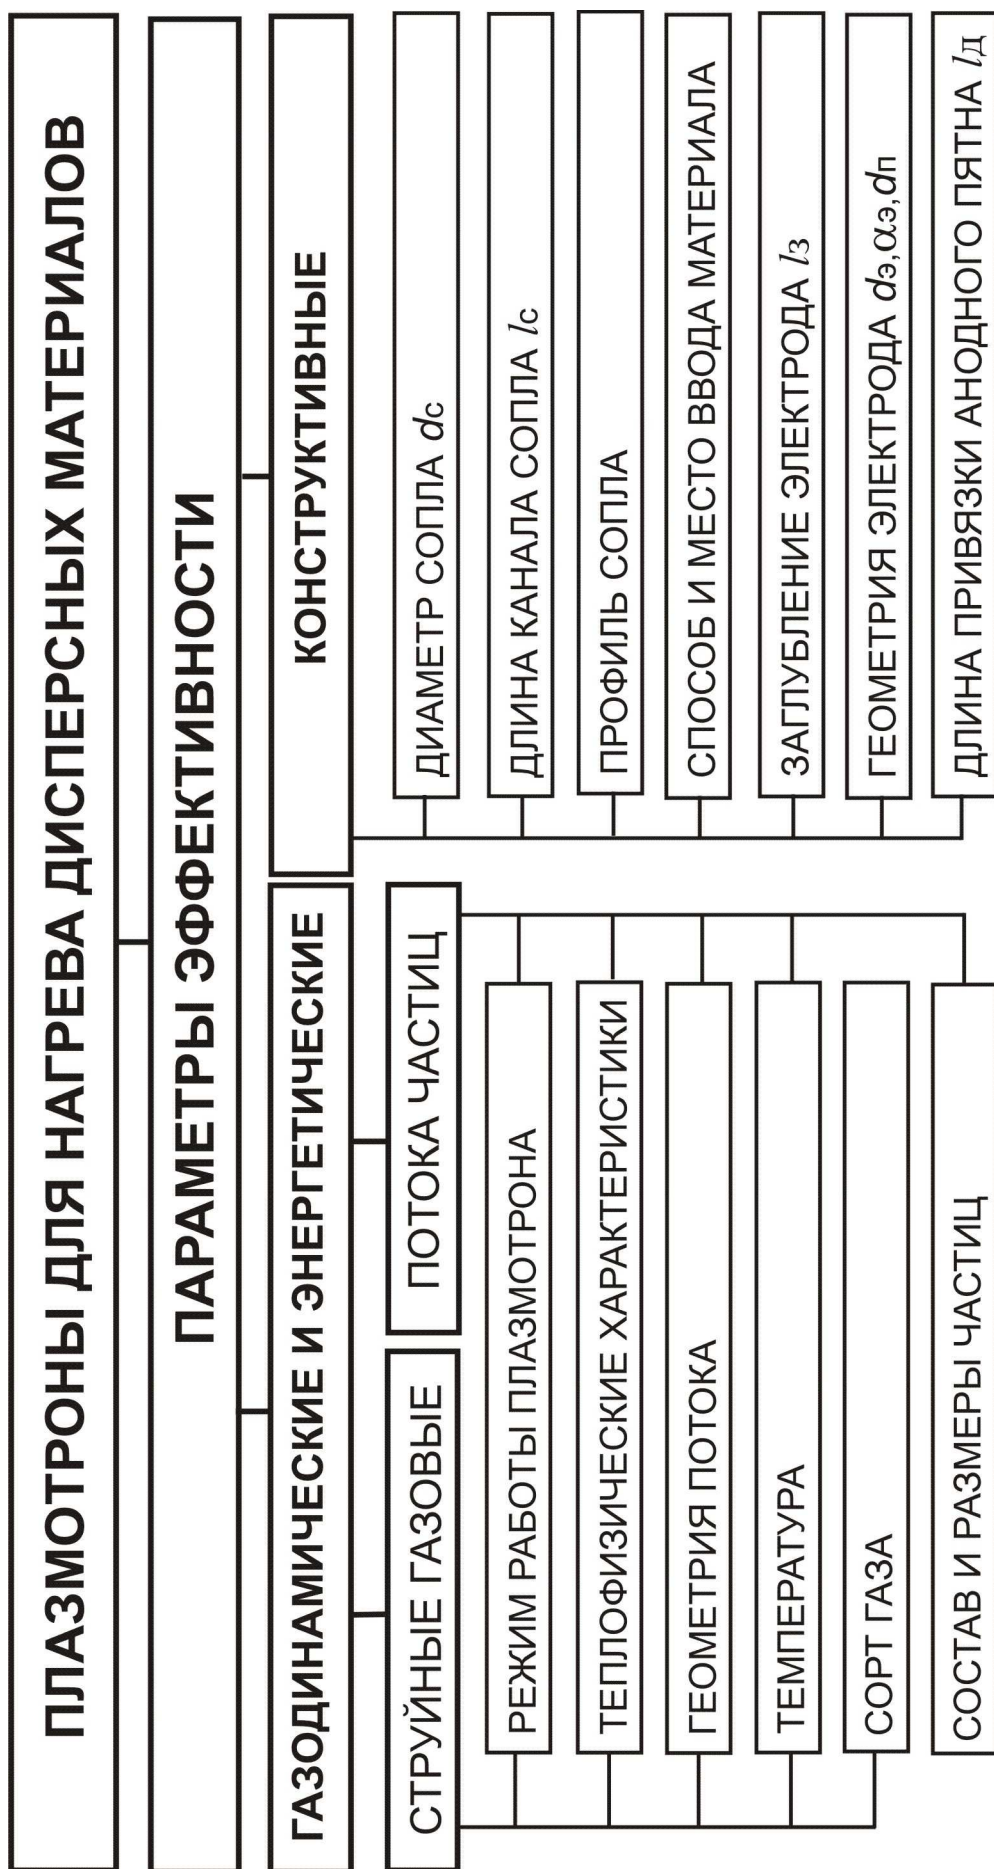 ПЛАЗМОТРОНЫ ДЛЯ НАГРЕВА ДИСПЕРСНЫХ МАТЕРИАЛОВ
ПАРАМЕТРЫ ЭФФЕКТИВНОСТИ
ГАЗОДИНАМИЧЕСКИЕ И ЭНЕРГЕТИЧЕСКИЕ
КОНСТРУКТИВНЫЕ
СТРУЙНЫЕ ГАЗОВЫЕ
ПОТОКА ЧАСТИЦ
РЕЖИМ РАБОТЫ ПЛАЗМОТРОНА
ТЕПЛОФИЗИЧЕСКИЕ ХАРАКТЕРИСТИКИ
ГЕОМЕТРИЯ ПОТОКА
ТЕМПЕРАТУРА
СОРТ ГАЗА
СОСТАВ И РАЗМЕРЫ ЧАСТИЦ
ДИАМЕТР СОПЛА dс
ДЛИНА КАНАЛА СОПЛА lс
ПРОФИЛЬ СОПЛА
СПОСОБ И МЕСТО ВВОДА МАТЕРИАЛА
ЗАГЛУБЛЕНИЕ ЭЛЕКТРОДА lз
ГЕОМЕТРИЯ ЭЛЕКТРОДА dэ,αэ,dп
ДЛИНА ПРИВЯЗКИ АНОДНОГО ПЯТНА lд